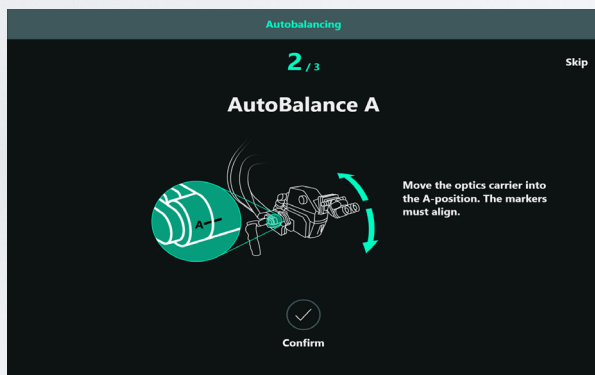 Autobalancing
2 / 3
Skip
AutoBalance A
A
Move the optics carrier into
the A-position. The markers
must align.
Confirm